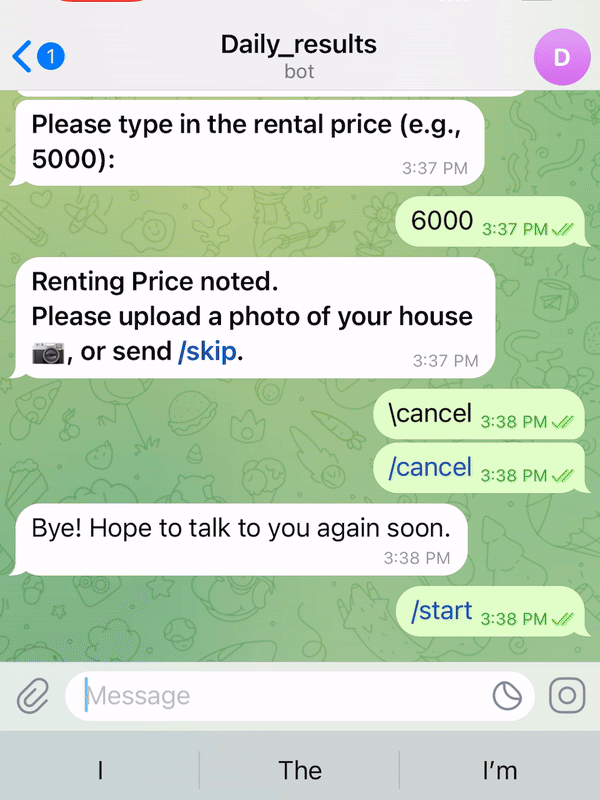 1
Daily_results
bot
D
Please type in the rental price (e.g.,
5000):
3:37 PM
6000 3:37 PM
Renting Price noted.
Please upload a photo of your house
📷, or send /skip.
3:37 PM
\cancel 3:38 PM
/cancel 3:38 PM
Bye! Hope to talk to you again soon.
3:38 PM
/start 3:38 PM
Message
I The I’m